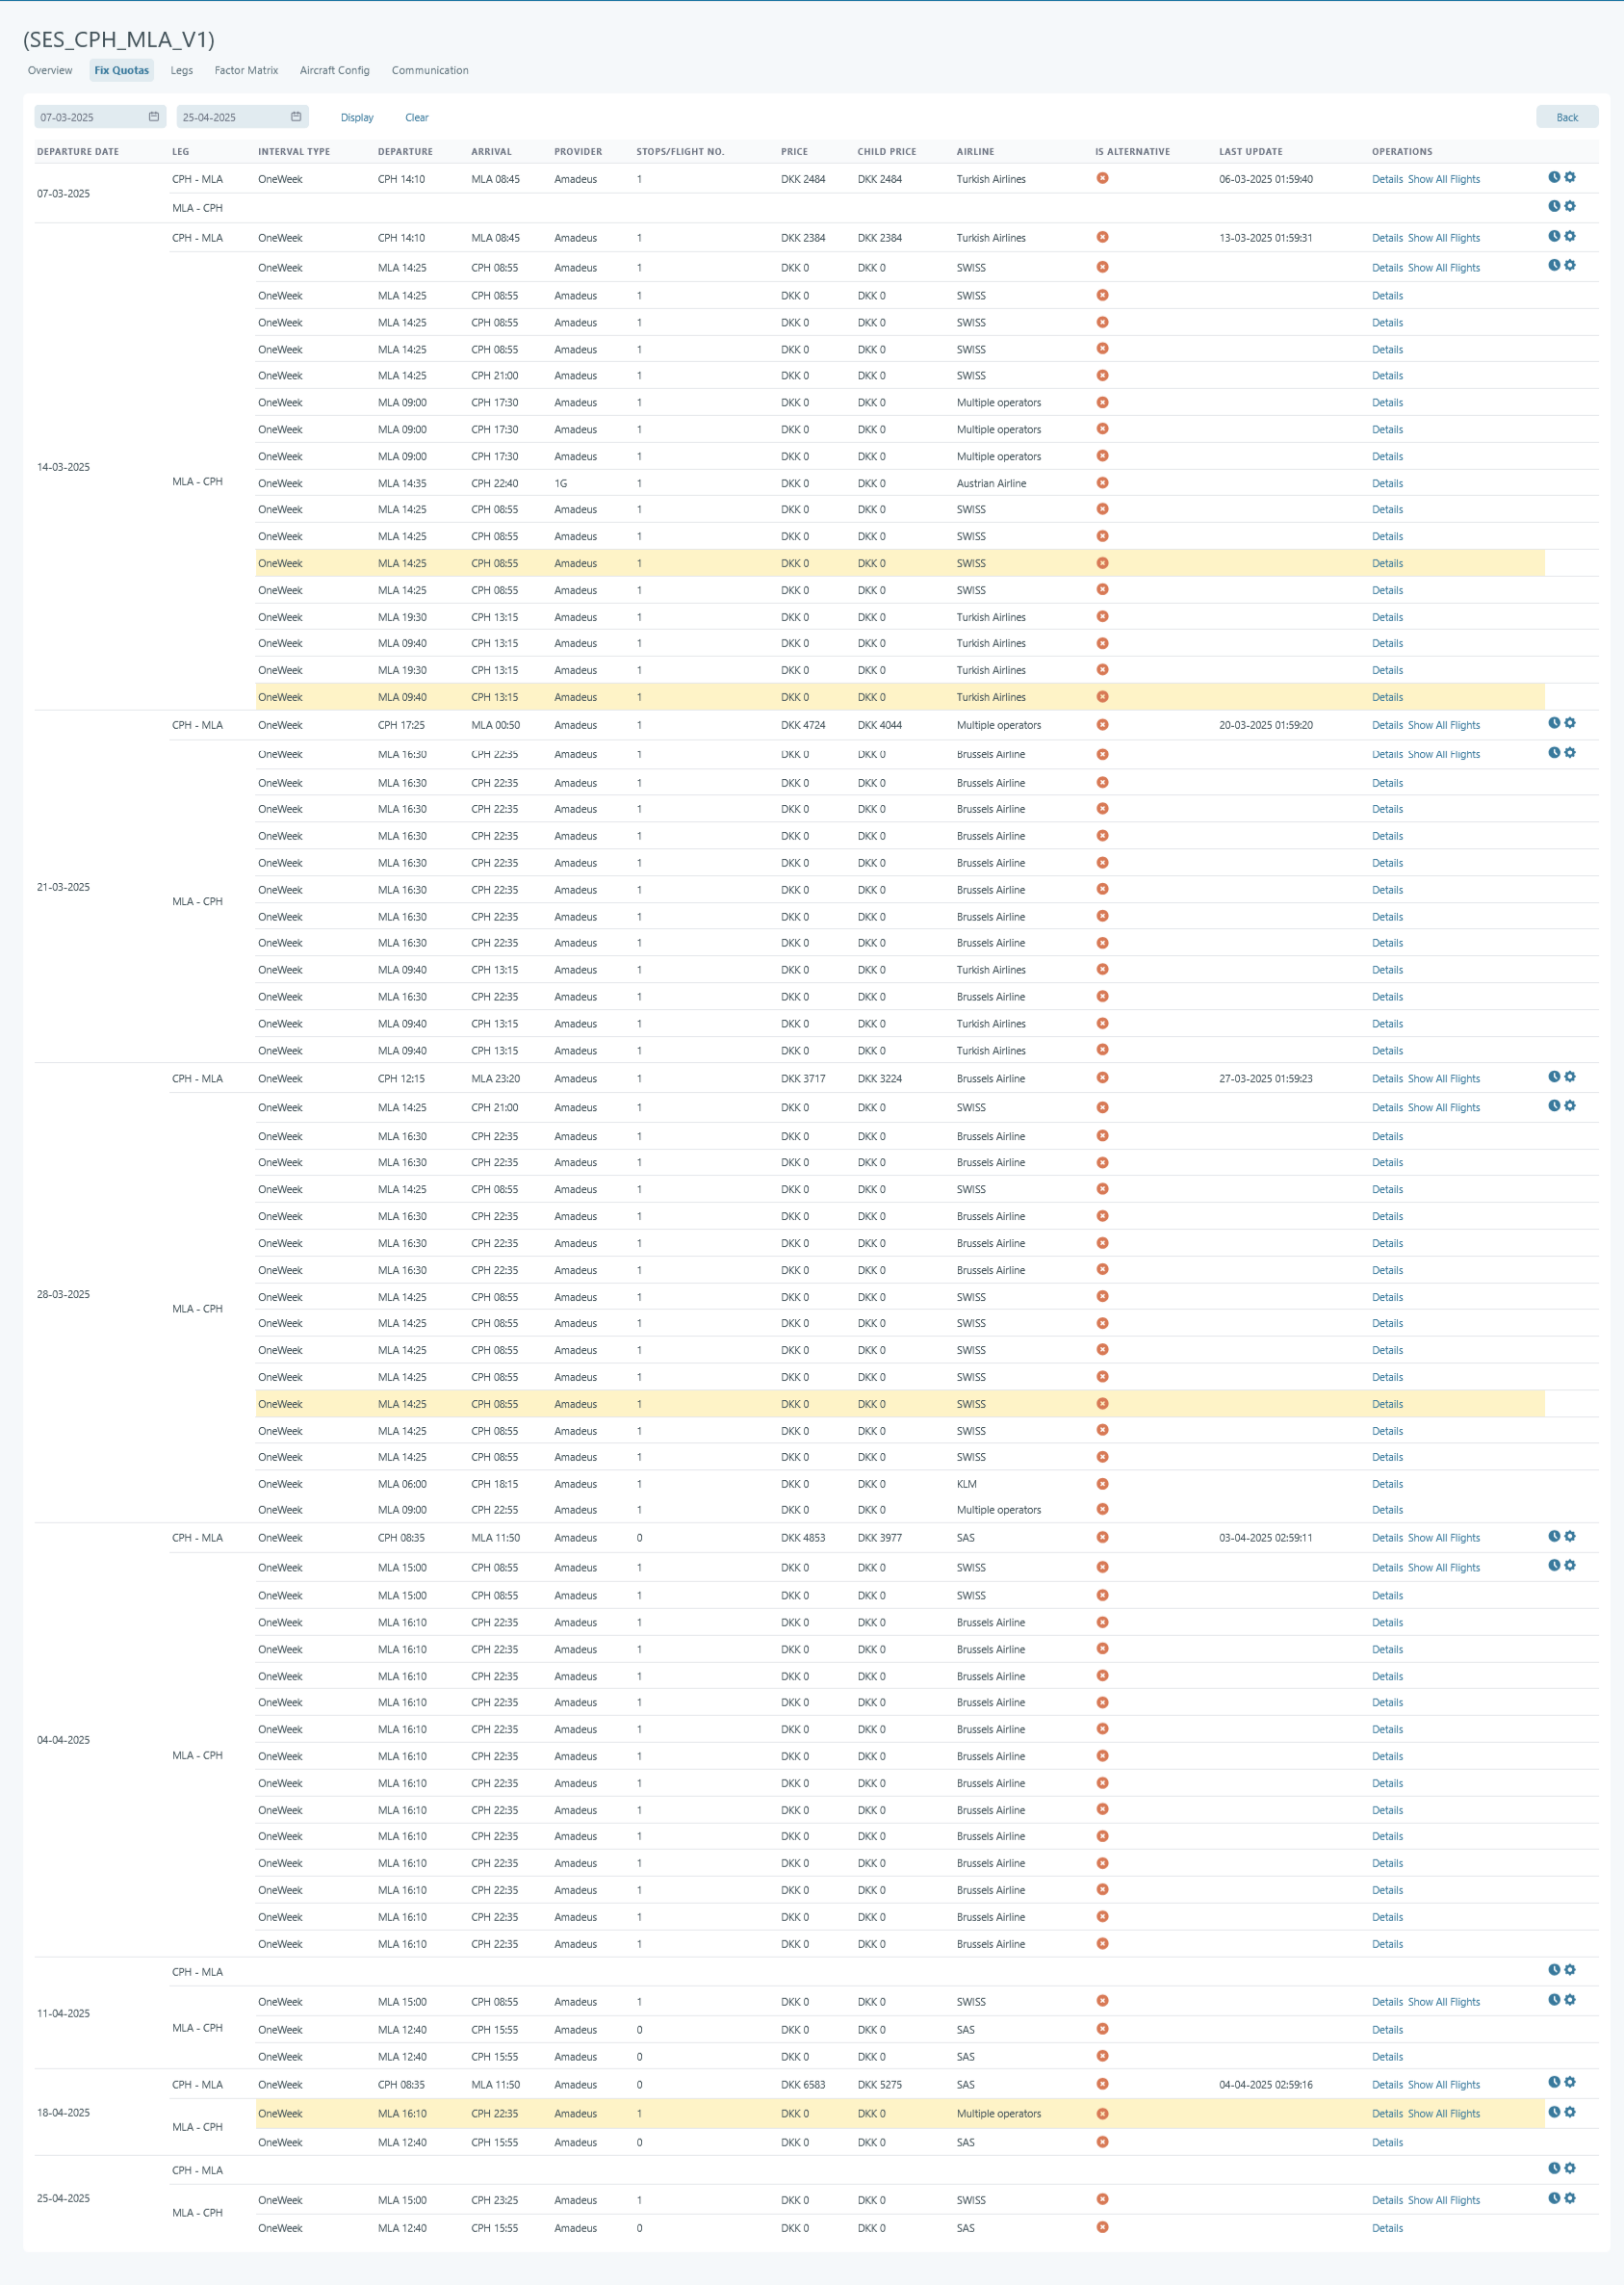 (SES_CPH_MLA_V1)
Overview Fix Quotas Legs Factor Matrix Aircraft Config Communication
07-03-2025 25-04-2025 Display Clear Back
DEPARTURE DATE LEG INTERVAL TYPE DEPARTURE ARRIVAL PROVIDER STOPS/FLIGHT NO. PRICE CHILD PRICE AIRLINE IS ALTERNATIVE LAST UPDATE OPERATIONS
07-03-2025
CPH - MLA OneWeek CPH 14:10 MLA 08:45 Amadeus 1 DKK 2484 DKK 2484 Turkish Airlines 06-03-2025 01:59:40 Details Show All Flights
MLA - CPH
14-03-2025
CPH - MLA OneWeek CPH 14:10 MLA 08:45 Amadeus 1 DKK 2384 DKK 2384 Turkish Airlines 13-03-2025 01:59:31 Details Show All Flights
MLA - CPH
OneWeek MLA 14:25 CPH 08:55 Amadeus 1 DKK 0 DKK 0 SWISS Details Show All Flights
OneWeek MLA 14:25 CPH 08:55 Amadeus 1 DKK 0 DKK 0 SWISS Details
OneWeek MLA 14:25 CPH 08:55 Amadeus 1 DKK 0 DKK 0 SWISS Details
OneWeek MLA 14:25 CPH 08:55 Amadeus 1 DKK 0 DKK 0 SWISS Details
OneWeek MLA 14:25 CPH 21:00 Amadeus 1 DKK 0 DKK 0 SWISS Details
OneWeek MLA 09:00 CPH 17:30 Amadeus 1 DKK 0 DKK 0 Multiple operators Details
OneWeek MLA 09:00 CPH 17:30 Amadeus 1 DKK 0 DKK 0 Multiple operators Details
OneWeek MLA 09:00 CPH 17:30 Amadeus 1 DKK 0 DKK 0 Multiple operators Details
OneWeek MLA 14:35 CPH 22:40 1G 1 DKK 0 DKK 0 Austrian Airline Details
OneWeek MLA 14:25 CPH 08:55 Amadeus 1 DKK 0 DKK 0 SWISS Details
OneWeek MLA 14:25 CPH 08:55 Amadeus 1 DKK 0 DKK 0 SWISS Details
OneWeek MLA 14:25 CPH 08:55 Amadeus 1 DKK 0 DKK 0 SWISS Details
OneWeek MLA 14:25 CPH 08:55 Amadeus 1 DKK 0 DKK 0 SWISS Details
OneWeek MLA 19:30 CPH 13:15 Amadeus 1 DKK 0 DKK 0 Turkish Airlines Details
OneWeek MLA 09:40 CPH 13:15 Amadeus 1 DKK 0 DKK 0 Turkish Airlines Details
OneWeek MLA 19:30 CPH 13:15 Amadeus 1 DKK 0 DKK 0 Turkish Airlines Details
OneWeek MLA 09:40 CPH 13:15 Amadeus 1 DKK 0 DKK 0 Turkish Airlines Details
21-03-2025
CPH - MLA OneWeek CPH 17:25 MLA 00:50 Amadeus 1 DKK 4724 DKK 4044 Multiple operators 20-03-2025 01:59:20 Details Show All Flights
MLA - CPH
OneWeek MLA 16:30 CPH 22:35 Amadeus 1 DKK 0 DKK 0 Brussels Airline Details Show All Flights
OneWeek MLA 16:30 CPH 22:35 Amadeus 1 DKK 0 DKK 0 Brussels Airline Details
OneWeek MLA 16:30 CPH 22:35 Amadeus 1 DKK 0 DKK 0 Brussels Airline Details
OneWeek MLA 16:30 CPH 22:35 Amadeus 1 DKK 0 DKK 0 Brussels Airline Details
OneWeek MLA 16:30 CPH 22:35 Amadeus 1 DKK 0 DKK 0 Brussels Airline Details
OneWeek MLA 16:30 CPH 22:35 Amadeus 1 DKK 0 DKK 0 Brussels Airline Details
OneWeek MLA 16:30 CPH 22:35 Amadeus 1 DKK 0 DKK 0 Brussels Airline Details
OneWeek MLA 16:30 CPH 22:35 Amadeus 1 DKK 0 DKK 0 Brussels Airline Details
OneWeek MLA 09:40 CPH 13:15 Amadeus 1 DKK 0 DKK 0 Turkish Airlines Details
OneWeek MLA 16:30 CPH 22:35 Amadeus 1 DKK 0 DKK 0 Brussels Airline Details
OneWeek MLA 09:40 CPH 13:15 Amadeus 1 DKK 0 DKK 0 Turkish Airlines Details
OneWeek MLA 09:40 CPH 13:15 Amadeus 1 DKK 0 DKK 0 Turkish Airlines Details
28-03-2025
CPH - MLA OneWeek CPH 12:15 MLA 23:20 Amadeus 1 DKK 3717 DKK 3224 Brussels Airline 27-03-2025 01:59:23 Details Show All Flights
MLA - CPH
OneWeek MLA 14:25 CPH 21:00 Amadeus 1 DKK 0 DKK 0 SWISS Details Show All Flights
OneWeek MLA 16:30 CPH 22:35 Amadeus 1 DKK 0 DKK 0 Brussels Airline Details
OneWeek MLA 16:30 CPH 22:35 Amadeus 1 DKK 0 DKK 0 Brussels Airline Details
OneWeek MLA 14:25 CPH 08:55 Amadeus 1 DKK 0 DKK 0 SWISS Details
OneWeek MLA 16:30 CPH 22:35 Amadeus 1 DKK 0 DKK 0 Brussels Airline Details
OneWeek MLA 16:30 CPH 22:35 Amadeus 1 DKK 0 DKK 0 Brussels Airline Details
OneWeek MLA 16:30 CPH 22:35 Amadeus 1 DKK 0 DKK 0 Brussels Airline Details
OneWeek MLA 14:25 CPH 08:55 Amadeus 1 DKK 0 DKK 0 SWISS Details
OneWeek MLA 14:25 CPH 08:55 Amadeus 1 DKK 0 DKK 0 SWISS Details
OneWeek MLA 14:25 CPH 08:55 Amadeus 1 DKK 0 DKK 0 SWISS Details
OneWeek MLA 14:25 CPH 08:55 Amadeus 1 DKK 0 DKK 0 SWISS Details
OneWeek MLA 14:25 CPH 08:55 Amadeus 1 DKK 0 DKK 0 SWISS Details
OneWeek MLA 14:25 CPH 08:55 Amadeus 1 DKK 0 DKK 0 SWISS Details
OneWeek MLA 14:25 CPH 08:55 Amadeus 1 DKK 0 DKK 0 SWISS Details
OneWeek MLA 06:00 CPH 18:15 Amadeus 1 DKK 0 DKK 0 KLM Details
OneWeek MLA 09:00 CPH 22:55 Amadeus 1 DKK 0 DKK 0 Multiple operators Details
04-04-2025
CPH - MLA OneWeek CPH 08:35 MLA 11:50 Amadeus 0 DKK 4853 DKK 3977 SAS 03-04-2025 02:59:11 Details Show All Flights
MLA - CPH
OneWeek MLA 15:00 CPH 08:55 Amadeus 1 DKK 0 DKK 0 SWISS Details Show All Flights
OneWeek MLA 15:00 CPH 08:55 Amadeus 1 DKK 0 DKK 0 SWISS Details
OneWeek MLA 16:10 CPH 22:35 Amadeus 1 DKK 0 DKK 0 Brussels Airline Details
OneWeek MLA 16:10 CPH 22:35 Amadeus 1 DKK 0 DKK 0 Brussels Airline Details
OneWeek MLA 16:10 CPH 22:35 Amadeus 1 DKK 0 DKK 0 Brussels Airline Details
OneWeek MLA 16:10 CPH 22:35 Amadeus 1 DKK 0 DKK 0 Brussels Airline Details
OneWeek MLA 16:10 CPH 22:35 Amadeus 1 DKK 0 DKK 0 Brussels Airline Details
OneWeek MLA 16:10 CPH 22:35 Amadeus 1 DKK 0 DKK 0 Brussels Airline Details
OneWeek MLA 16:10 CPH 22:35 Amadeus 1 DKK 0 DKK 0 Brussels Airline Details
OneWeek MLA 16:10 CPH 22:35 Amadeus 1 DKK 0 DKK 0 Brussels Airline Details
OneWeek MLA 16:10 CPH 22:35 Amadeus 1 DKK 0 DKK 0 Brussels Airline Details
OneWeek MLA 16:10 CPH 22:35 Amadeus 1 DKK 0 DKK 0 Brussels Airline Details
OneWeek MLA 16:10 CPH 22:35 Amadeus 1 DKK 0 DKK 0 Brussels Airline Details
OneWeek MLA 16:10 CPH 22:35 Amadeus 1 DKK 0 DKK 0 Brussels Airline Details
OneWeek MLA 16:10 CPH 22:35 Amadeus 1 DKK 0 DKK 0 Brussels Airline Details
11-04-2025
CPH - MLA
MLA - CPH
OneWeek MLA 15:00 CPH 08:55 Amadeus 1 DKK 0 DKK 0 SWISS Details Show All Flights
OneWeek MLA 12:40 CPH 15:55 Amadeus 0 DKK 0 DKK 0 SAS Details
OneWeek MLA 12:40 CPH 15:55 Amadeus 0 DKK 0 DKK 0 SAS Details
18-04-2025
CPH - MLA OneWeek CPH 08:35 MLA 11:50 Amadeus 0 DKK 6583 DKK 5275 SAS 04-04-2025 02:59:16 Details Show All Flights
MLA - CPH
OneWeek MLA 16:10 CPH 22:35 Amadeus 1 DKK 0 DKK 0 Multiple operators Details Show All Flights
OneWeek MLA 12:40 CPH 15:55 Amadeus 0 DKK 0 DKK 0 SAS Details
25-04-2025
CPH - MLA
MLA - CPH
OneWeek MLA 15:00 CPH 23:25 Amadeus 1 DKK 0 DKK 0 SWISS Details Show All Flights
OneWeek MLA 12:40 CPH 15:55 Amadeus 0 DKK 0 DKK 0 SAS Details